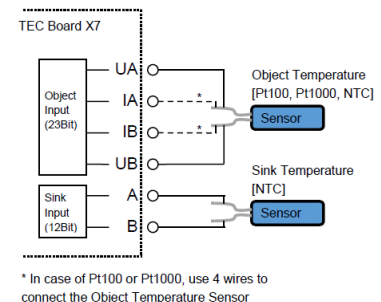 TEC Board X7
UA
Object Temperature
[Pt100, Pt1000, NTC]
Object
Input
(23Bit)
IA
*
Sensor
IB
*
UB
Sink Temperature
[NTC]
Sink
Input
(12Bit)
A
Sensor
B
* In case of Pt100 or Pt1000, use 4 wires to
connect the Object Temperature Sensor